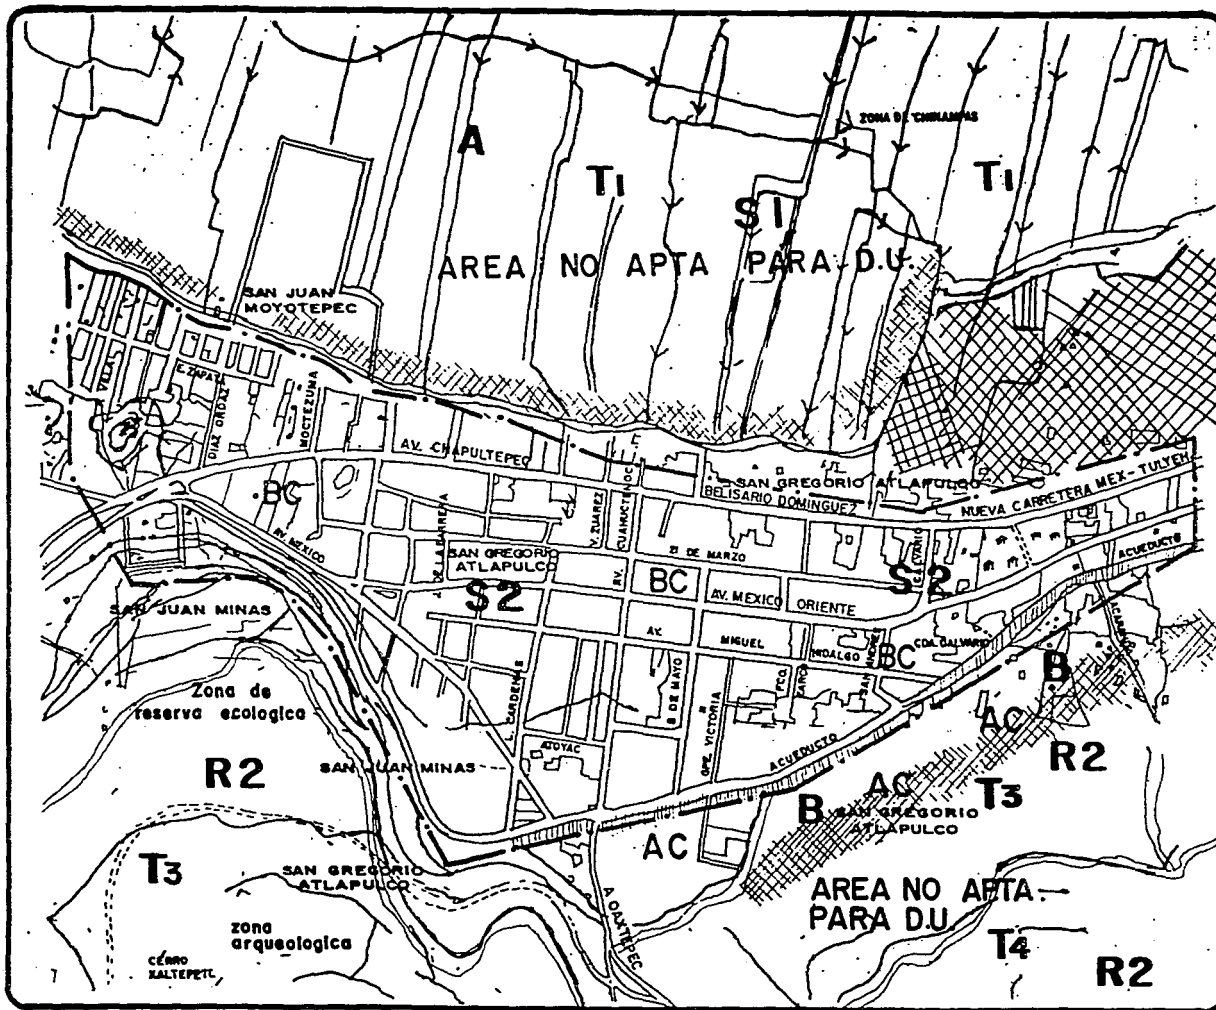 ZONA DE CHINAMPAS
A
T1
T1
S1
AREA NO APTA PARA D.U
SAN JUAN
MOYOTEPEC
E. ZAPATA
DIAZ ORDAZ
MOCTEZUMA
AV. CHAPULTEPEC
SAN GREGORIO ATLAPULCO
BELISARIO DOMINGUEZ
NUEVA CARRETERA MEX-TULYEH
BC
AV. MEXICO
SAN GREGORIO
ATLAPULCO
21 DE MARZO
AV.
ACUEDUCTO
S2
BC
S2
AV. MEXICO ORIENTE
SAN JUAN MINAS
AV. MIGUEL HIDALGO
BC
CDA. CALVARIO
SAN ANDRES
B
Zona de
reserva ecologica
L. CARDENAS
5 DE MAYO
GPE. VICTORIA
AC
R2
SAN JUAN MINAS
ATOYAC
ACUEDUCTO
R2
AC
T3
B
SAN GREGORIO
ATLAPULCO
AC
T3
SAN GREGORIO
ATLAPULCO
A OAXTEPEC
AREA NO APTA
PARA D.U.
zona
arqueologica
T4
CERRO
XALTEPETL
R2